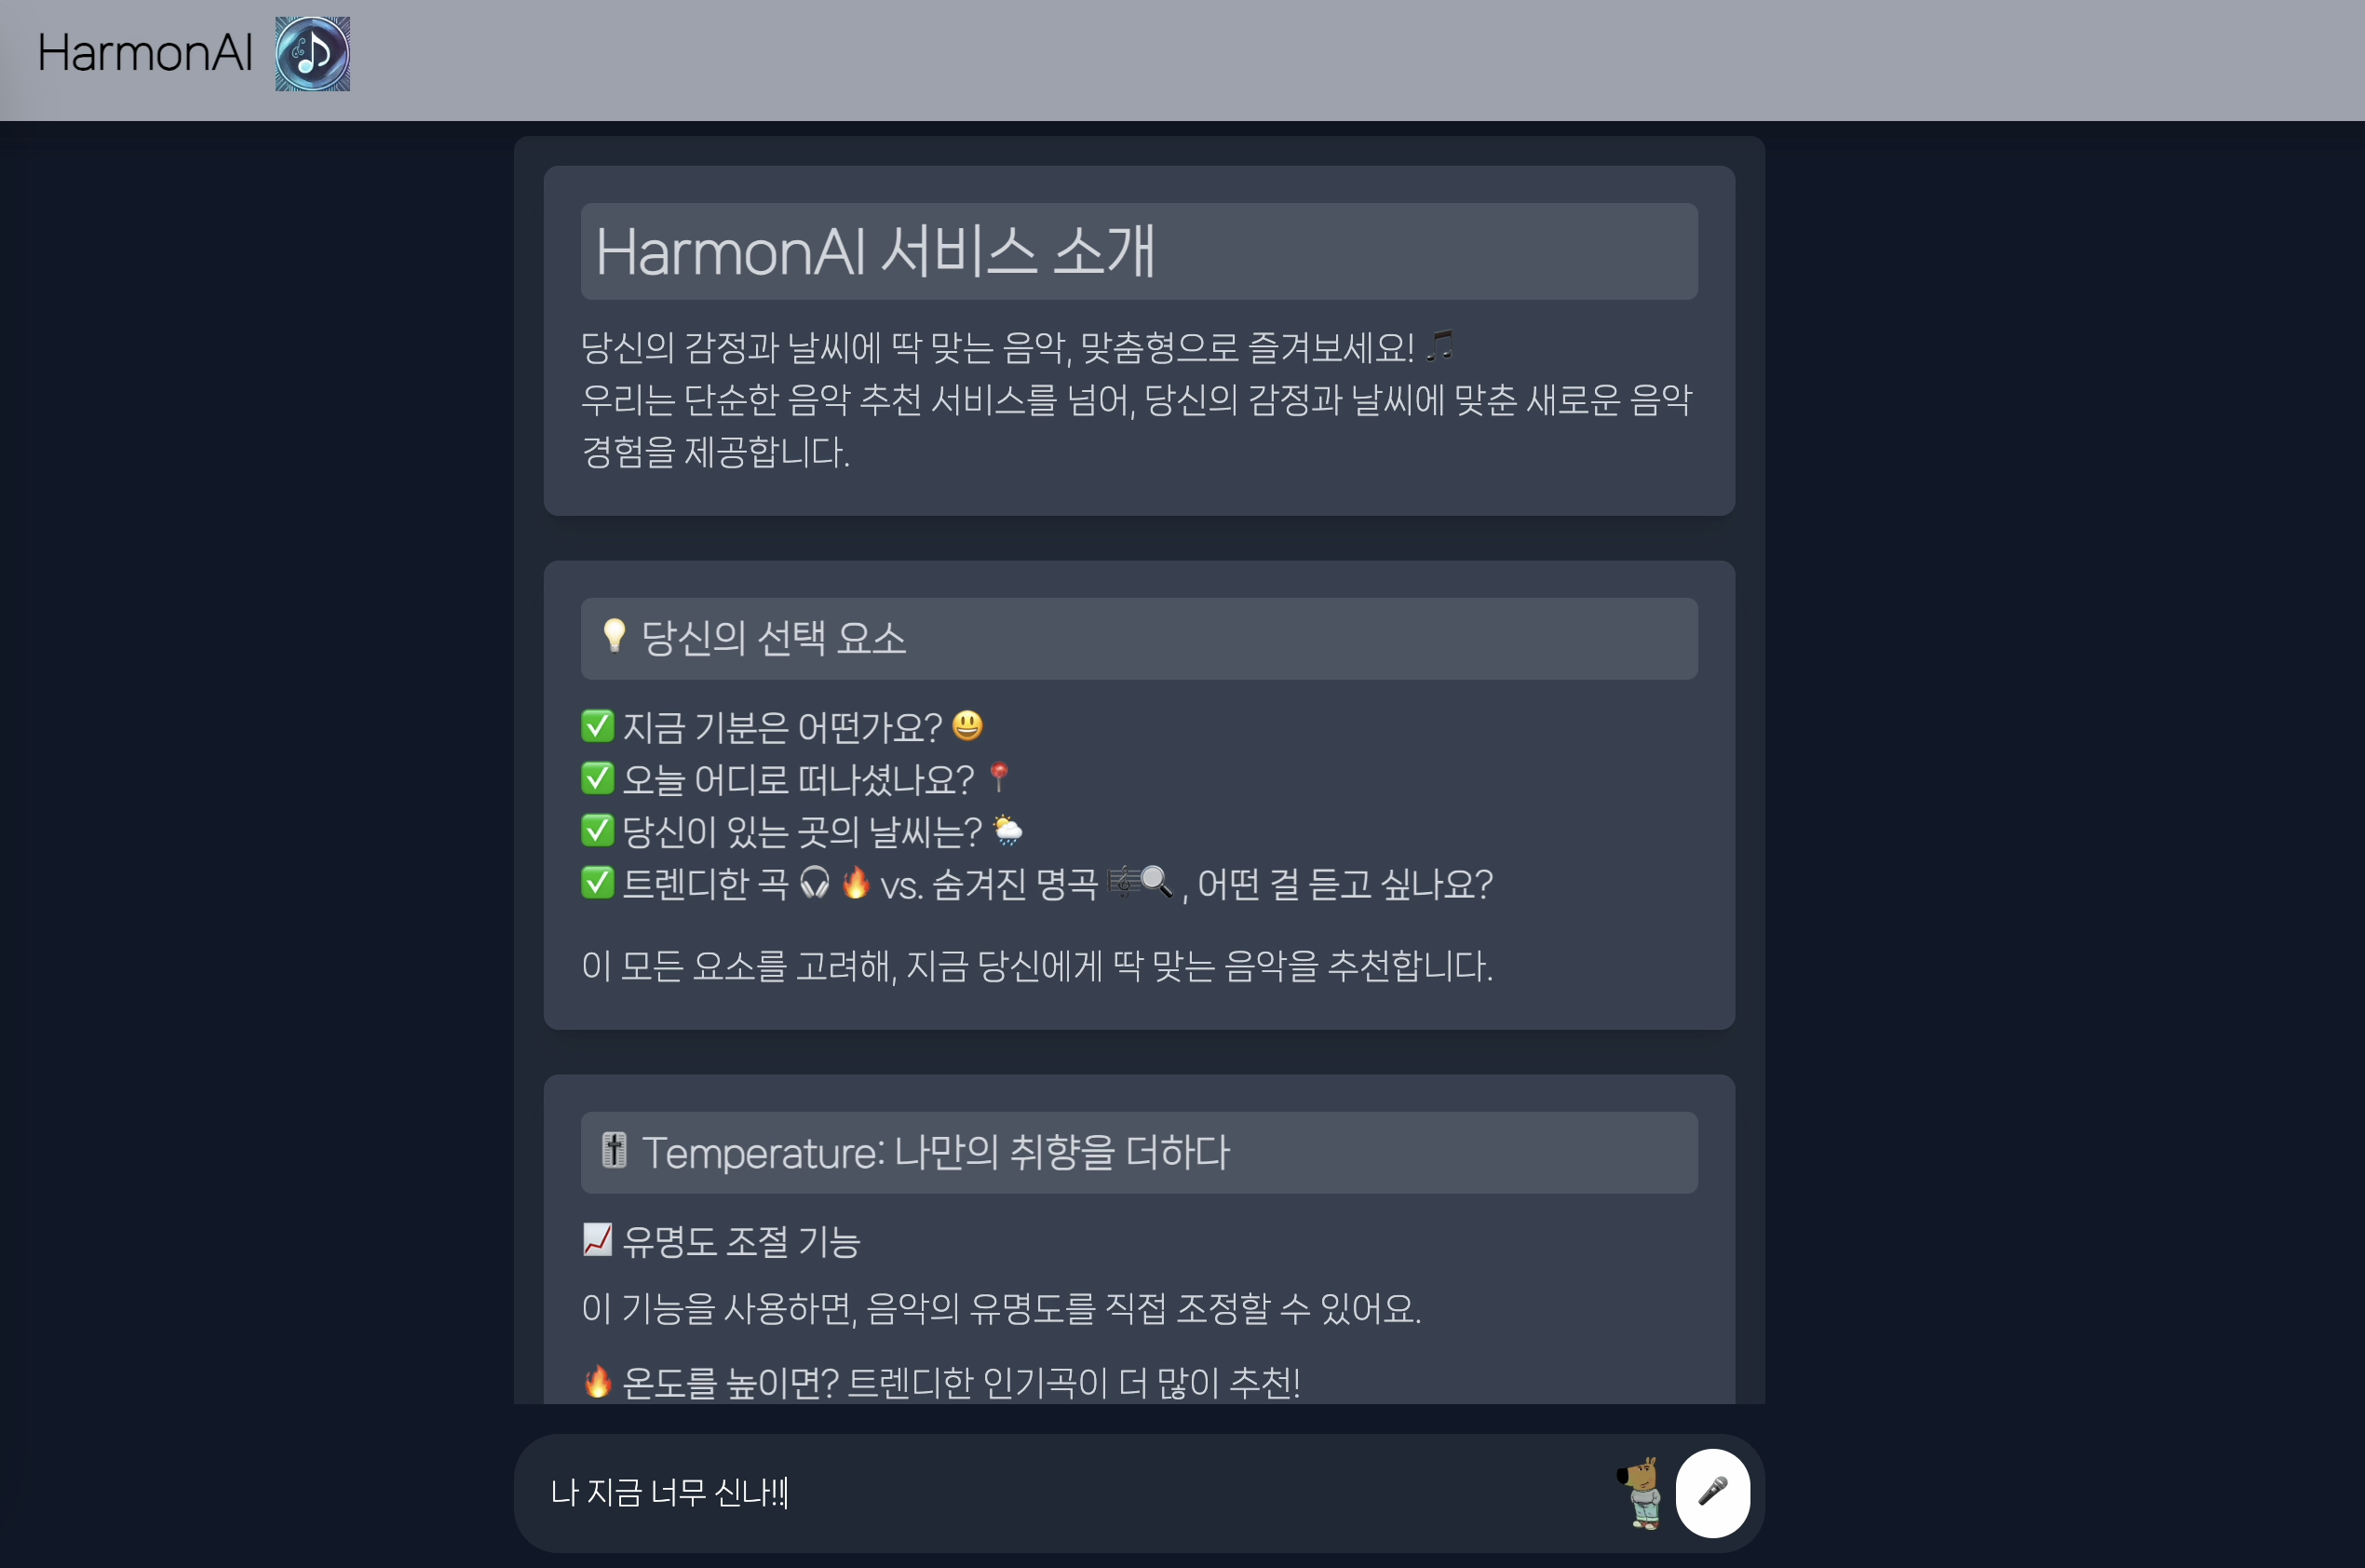 HarmonAI
HarmonAI 서비스 소개
당신의 감정과 날씨에 딱 맞는 음악, 맞춤형으로 즐겨보세요! 🎵
우리는 단순한 음악 추천 서비스를 넘어, 당신의 감정과 날씨에 맞춘 새로운 음악
경험을 제공합니다.
💡 당신의 선택 요소
✅ 지금 기분은 어떤가요? 😃
✅ 오늘 어디로 떠나셨나요? 📍
✅ 당신이 있는 곳의 날씨는? 🌦
✅ 트렌디한 곡 🎧 🔥 vs. 숨겨진 명곡 🎼🔍 , 어떤 걸 듣고 싶나요?
이 모든 요소를 고려해, 지금 당신에게 딱 맞는 음악을 추천합니다.
🎚 Temperature: 나만의 취향을 더하다
📈 유명도 조절 기능
이 기능을 사용하면, 음악의 유명도를 직접 조정할 수 있어요.
🔥 온도를 높이면? 트렌디한 인기곡이 더 많이 추천!
나 지금 너무 신나!!